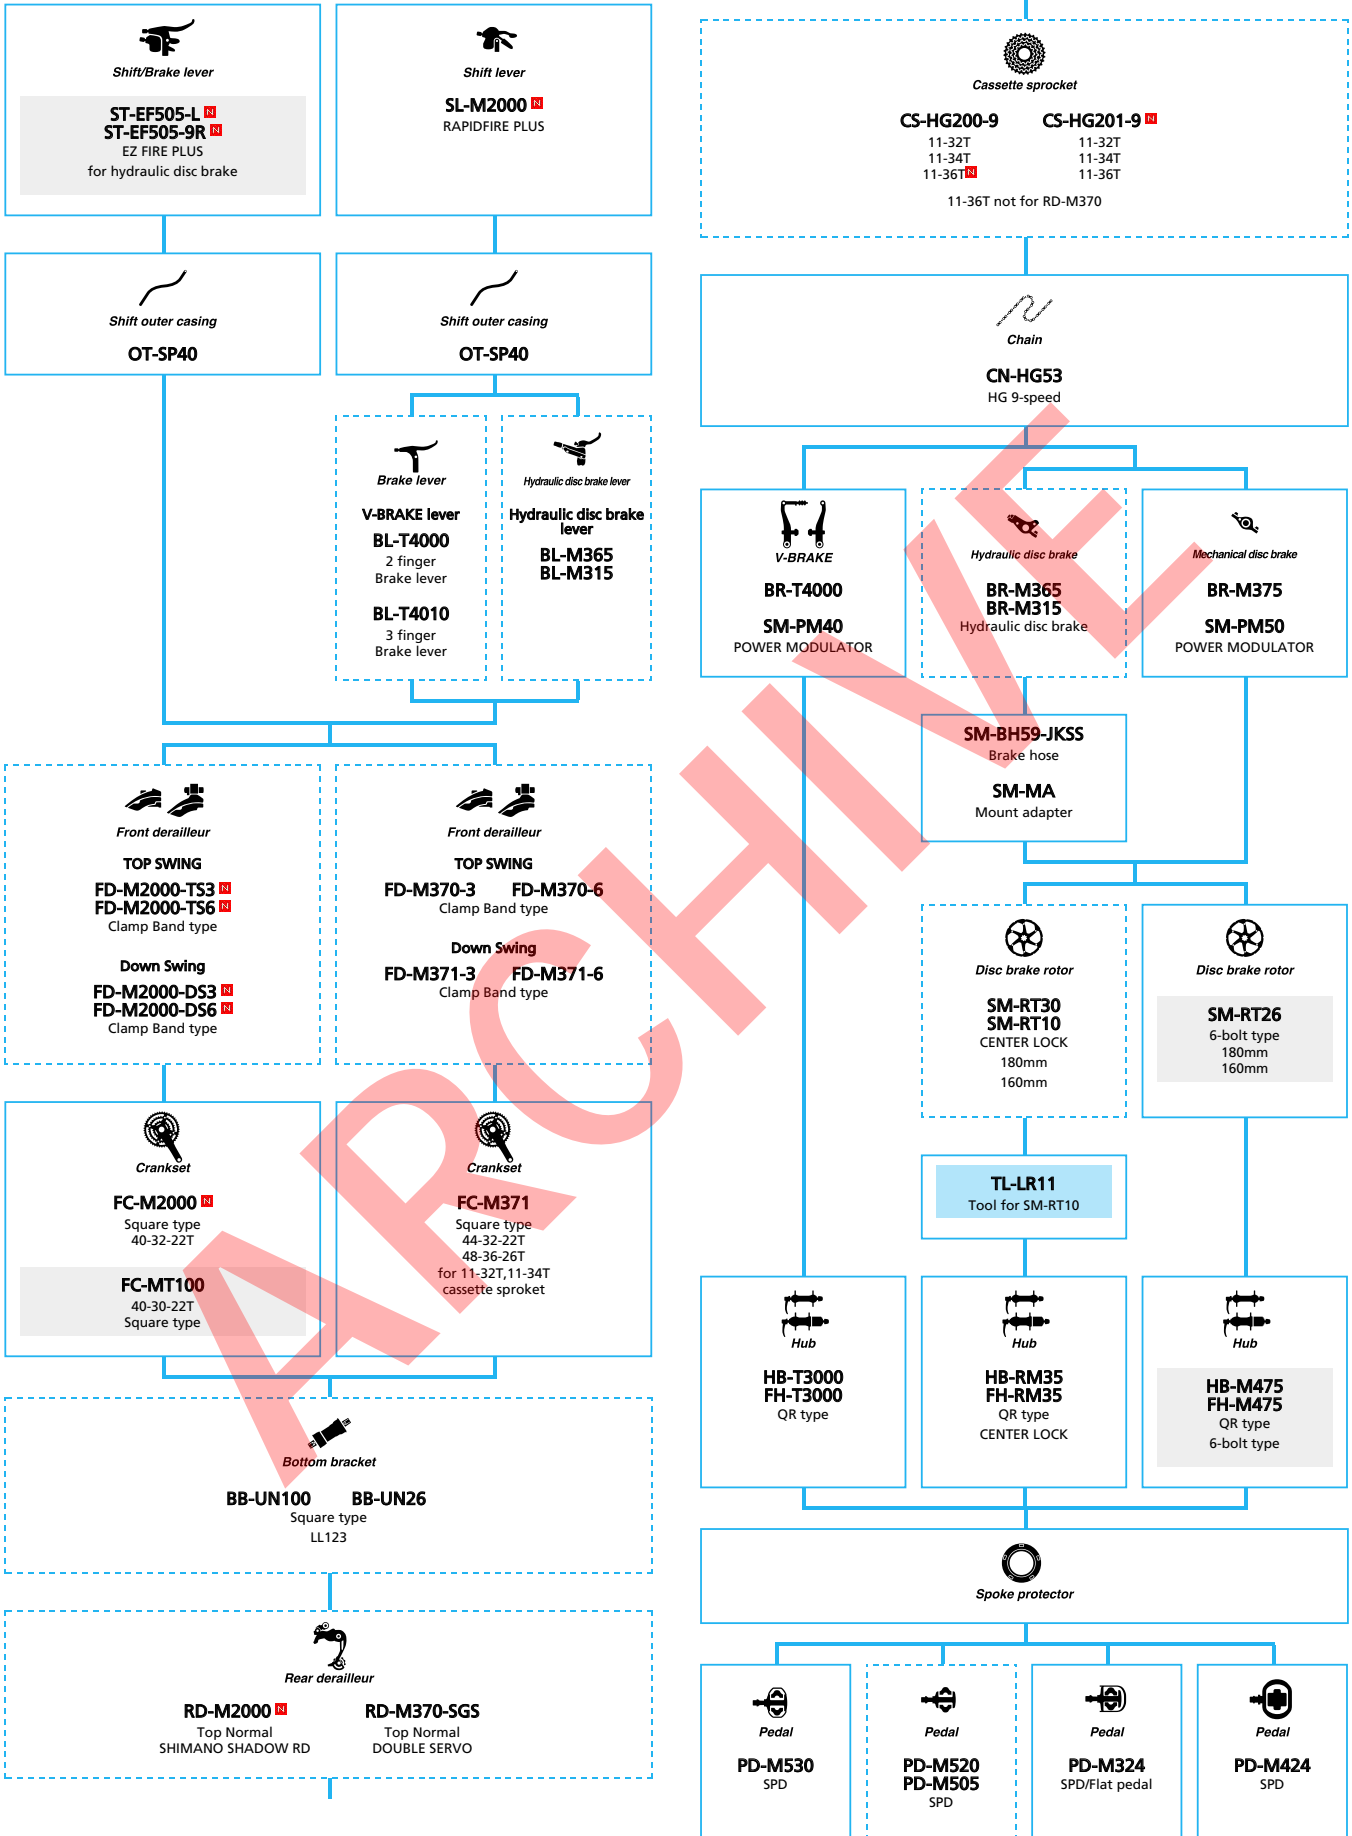 Shift/Brake lever
ST-EF505-L N
ST-EF505-9R N
EZ FIRE PLUS
for hydraulic disc brake
Shift lever
SL-M2000 N
RAPIDFIRE PLUS
Shift outer casing
OT-SP40
Shift outer casing
OT-SP40
Brake lever
V-BRAKE lever
BL-T4000
2 finger
Brake lever
BL-T4010
3 finger
Brake lever
Hydraulic disc brake lever
Hydraulic disc brake
lever
BL-M365
BL-M315
Front derailleur
TOP SWING
FD-M2000-TS3 N
FD-M2000-TS6 N
Clamp Band type
Down Swing
FD-M2000-DS3 N
FD-M2000-DS6 N
Clamp Band type
Front derailleur
TOP SWING
FD-M370-3 FD-M370-6
Clamp Band type
Down Swing
FD-M371-3 FD-M371-6
Clamp Band type
Crankset
FC-M2000 N
Square type
40-32-22T
FC-MT100
40-30-22T
Square type
Crankset
FC-M371
Square type
44-32-22T
48-36-26T
for 11-32T,11-34T
cassette sproket
Bottom bracket
BB-UN100 BB-UN26
Square type
LL123
Rear derailleur
RD-M2000 N
Top Normal
SHIMANO SHADOW RD
RD-M370-SGS
Top Normal
DOUBLE SERVO
Cassette sprocket
CS-HG200-9
11-32T
11-34T
11-36T N
CS-HG201-9 N
11-32T
11-34T
11-36T
11-36T not for RD-M370
Chain
CN-HG53
HG 9-speed
V-BRAKE
BR-T4000
SM-PM40
POWER MODULATOR
Hydraulic disc brake
BR-M365
BR-M315
Hydraulic disc brake
Mechanical disc brake
BR-M375
SM-PM50
POWER MODULATOR
SM-BH59-JKSS
Brake hose
SM-MA
Mount adapter
Disc brake rotor
SM-RT30
SM-RT10
CENTER LOCK
180mm
160mm
Disc brake rotor
SM-RT26
6-bolt type
180mm
160mm
TL-LR11
Tool for SM-RT10
Hub
HB-T3000
FH-T3000
QR type
Hub
HB-RM35
FH-RM35
QR type
CENTER LOCK
Hub
HB-M475
FH-M475
QR type
6-bolt type
Spoke protector
Pedal
PD-M530
SPD
Pedal
PD-M520
PD-M505
SPD
Pedal
PD-M324
SPD/Flat pedal
Pedal
PD-M424
SPD
ARCHIVE